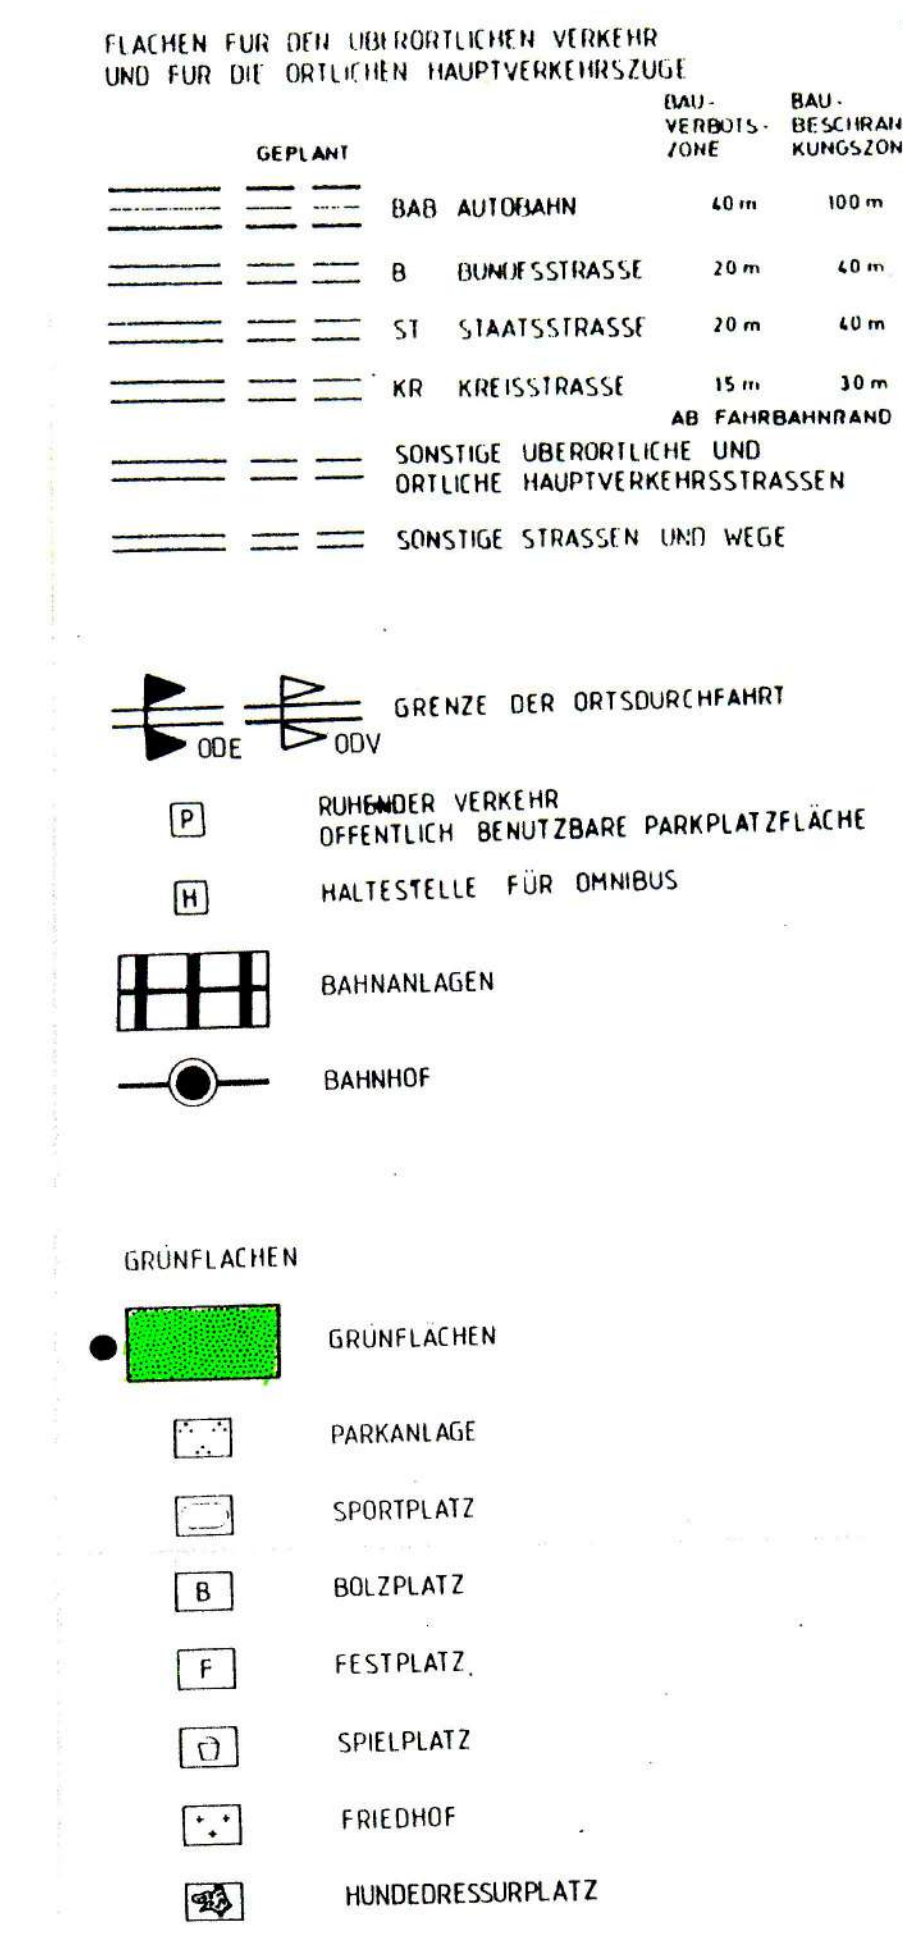 FLACHEN FUR DEN UBERORTLICHEN VERKEHR
UND FUR DIE ORTLICHEN HAUPTVERKEHRSZUGE
BAU-
VERBOTS-
ZONE
BAU-
BESCHRAN
KUNGSZON
GEPLANT
BAB AUTOBAHN 40 m 100 m
B BUNDESSTRASSE 20 m 40 m
ST STAATSSTRASSE 20 m 40 m
KR KREISSTRASSE 15 m 30 m
AB FAHRBAHNRAND
SONSTIGE UBERORTLICHE UND
ORTLICHE HAUPTVERKEHRSSTRASSEN
SONSTIGE STRASSEN UND WEGE
GRENZE DER ORTSDURCHFAHRT
ODE ODV
P RUHENDER VERKEHR
OFFENTLICH BENUTZBARE PARKPLATZFLÄCHE
H HALTESTELLE FÜR OMNIBUS
BAHNANLAGEN
BAHNHOF
GRÜNFLACHEN
GRÜNFLÄCHEN
PARKANLAGE
SPORTPLATZ
B BOLZPLATZ
F FESTPLATZ
SPIELPLATZ
FRIEDHOF
HUNDEDRESSURPLATZ